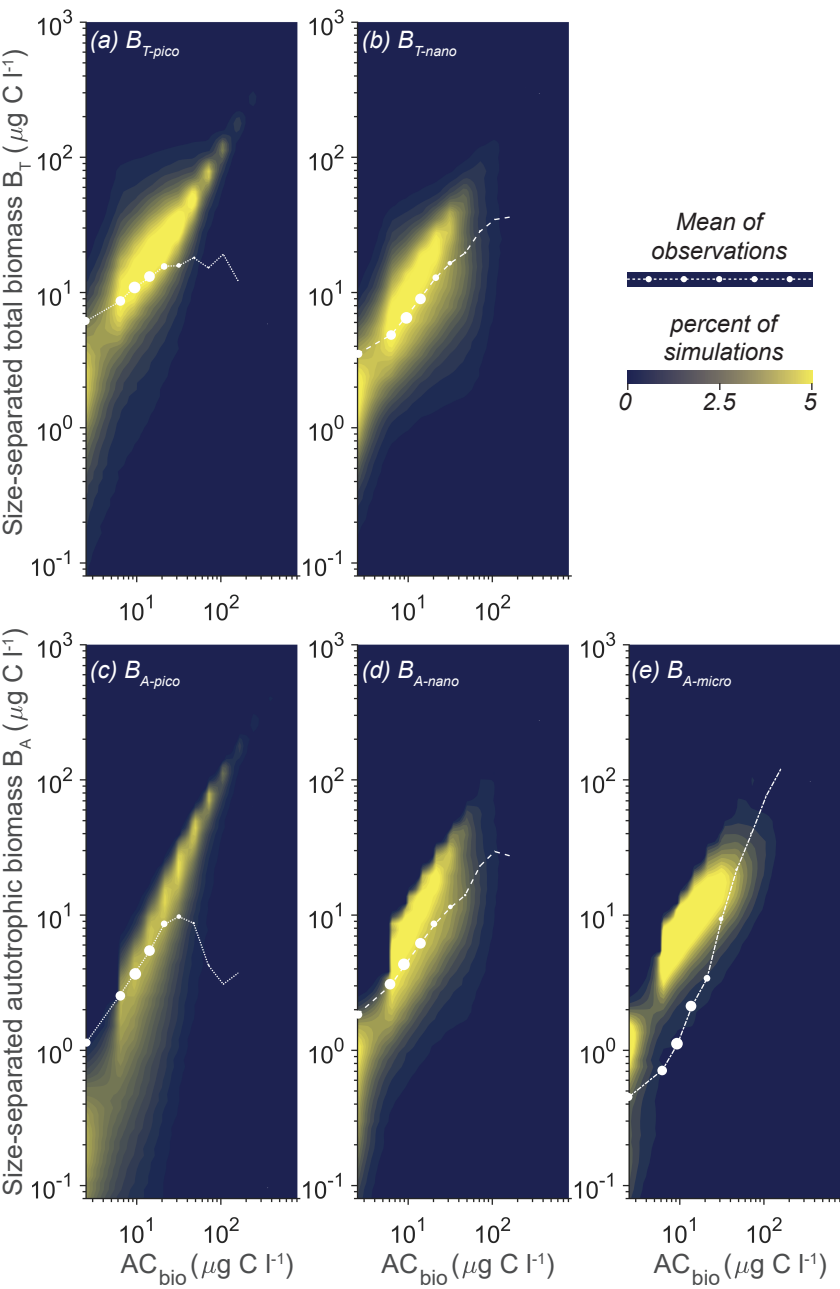 Size-separated total biomass B_T (μg C l⁻¹)
10³
10²
10¹
10⁰
10⁻¹
(a) B_T-pico
10¹ 10²
10³
10²
10¹
10⁰
10⁻¹
(b) B_T-nano
10¹ 10²
Mean of
observations
percent of
simulations
0 2.5 5
Size-separated autotrophic biomass B_A (μg C l⁻¹)
10³
10²
10¹
10⁰
10⁻¹
(c) B_A-pico
10¹ 10²
AC_bio (μg C l⁻¹)
10³
10²
10¹
10⁰
10⁻¹
(d) B_A-nano
10¹ 10²
AC_bio (μg C l⁻¹)
10³
10²
10¹
10⁰
10⁻¹
(e) B_A-micro
10¹ 10²
AC_bio (μg C l⁻¹)